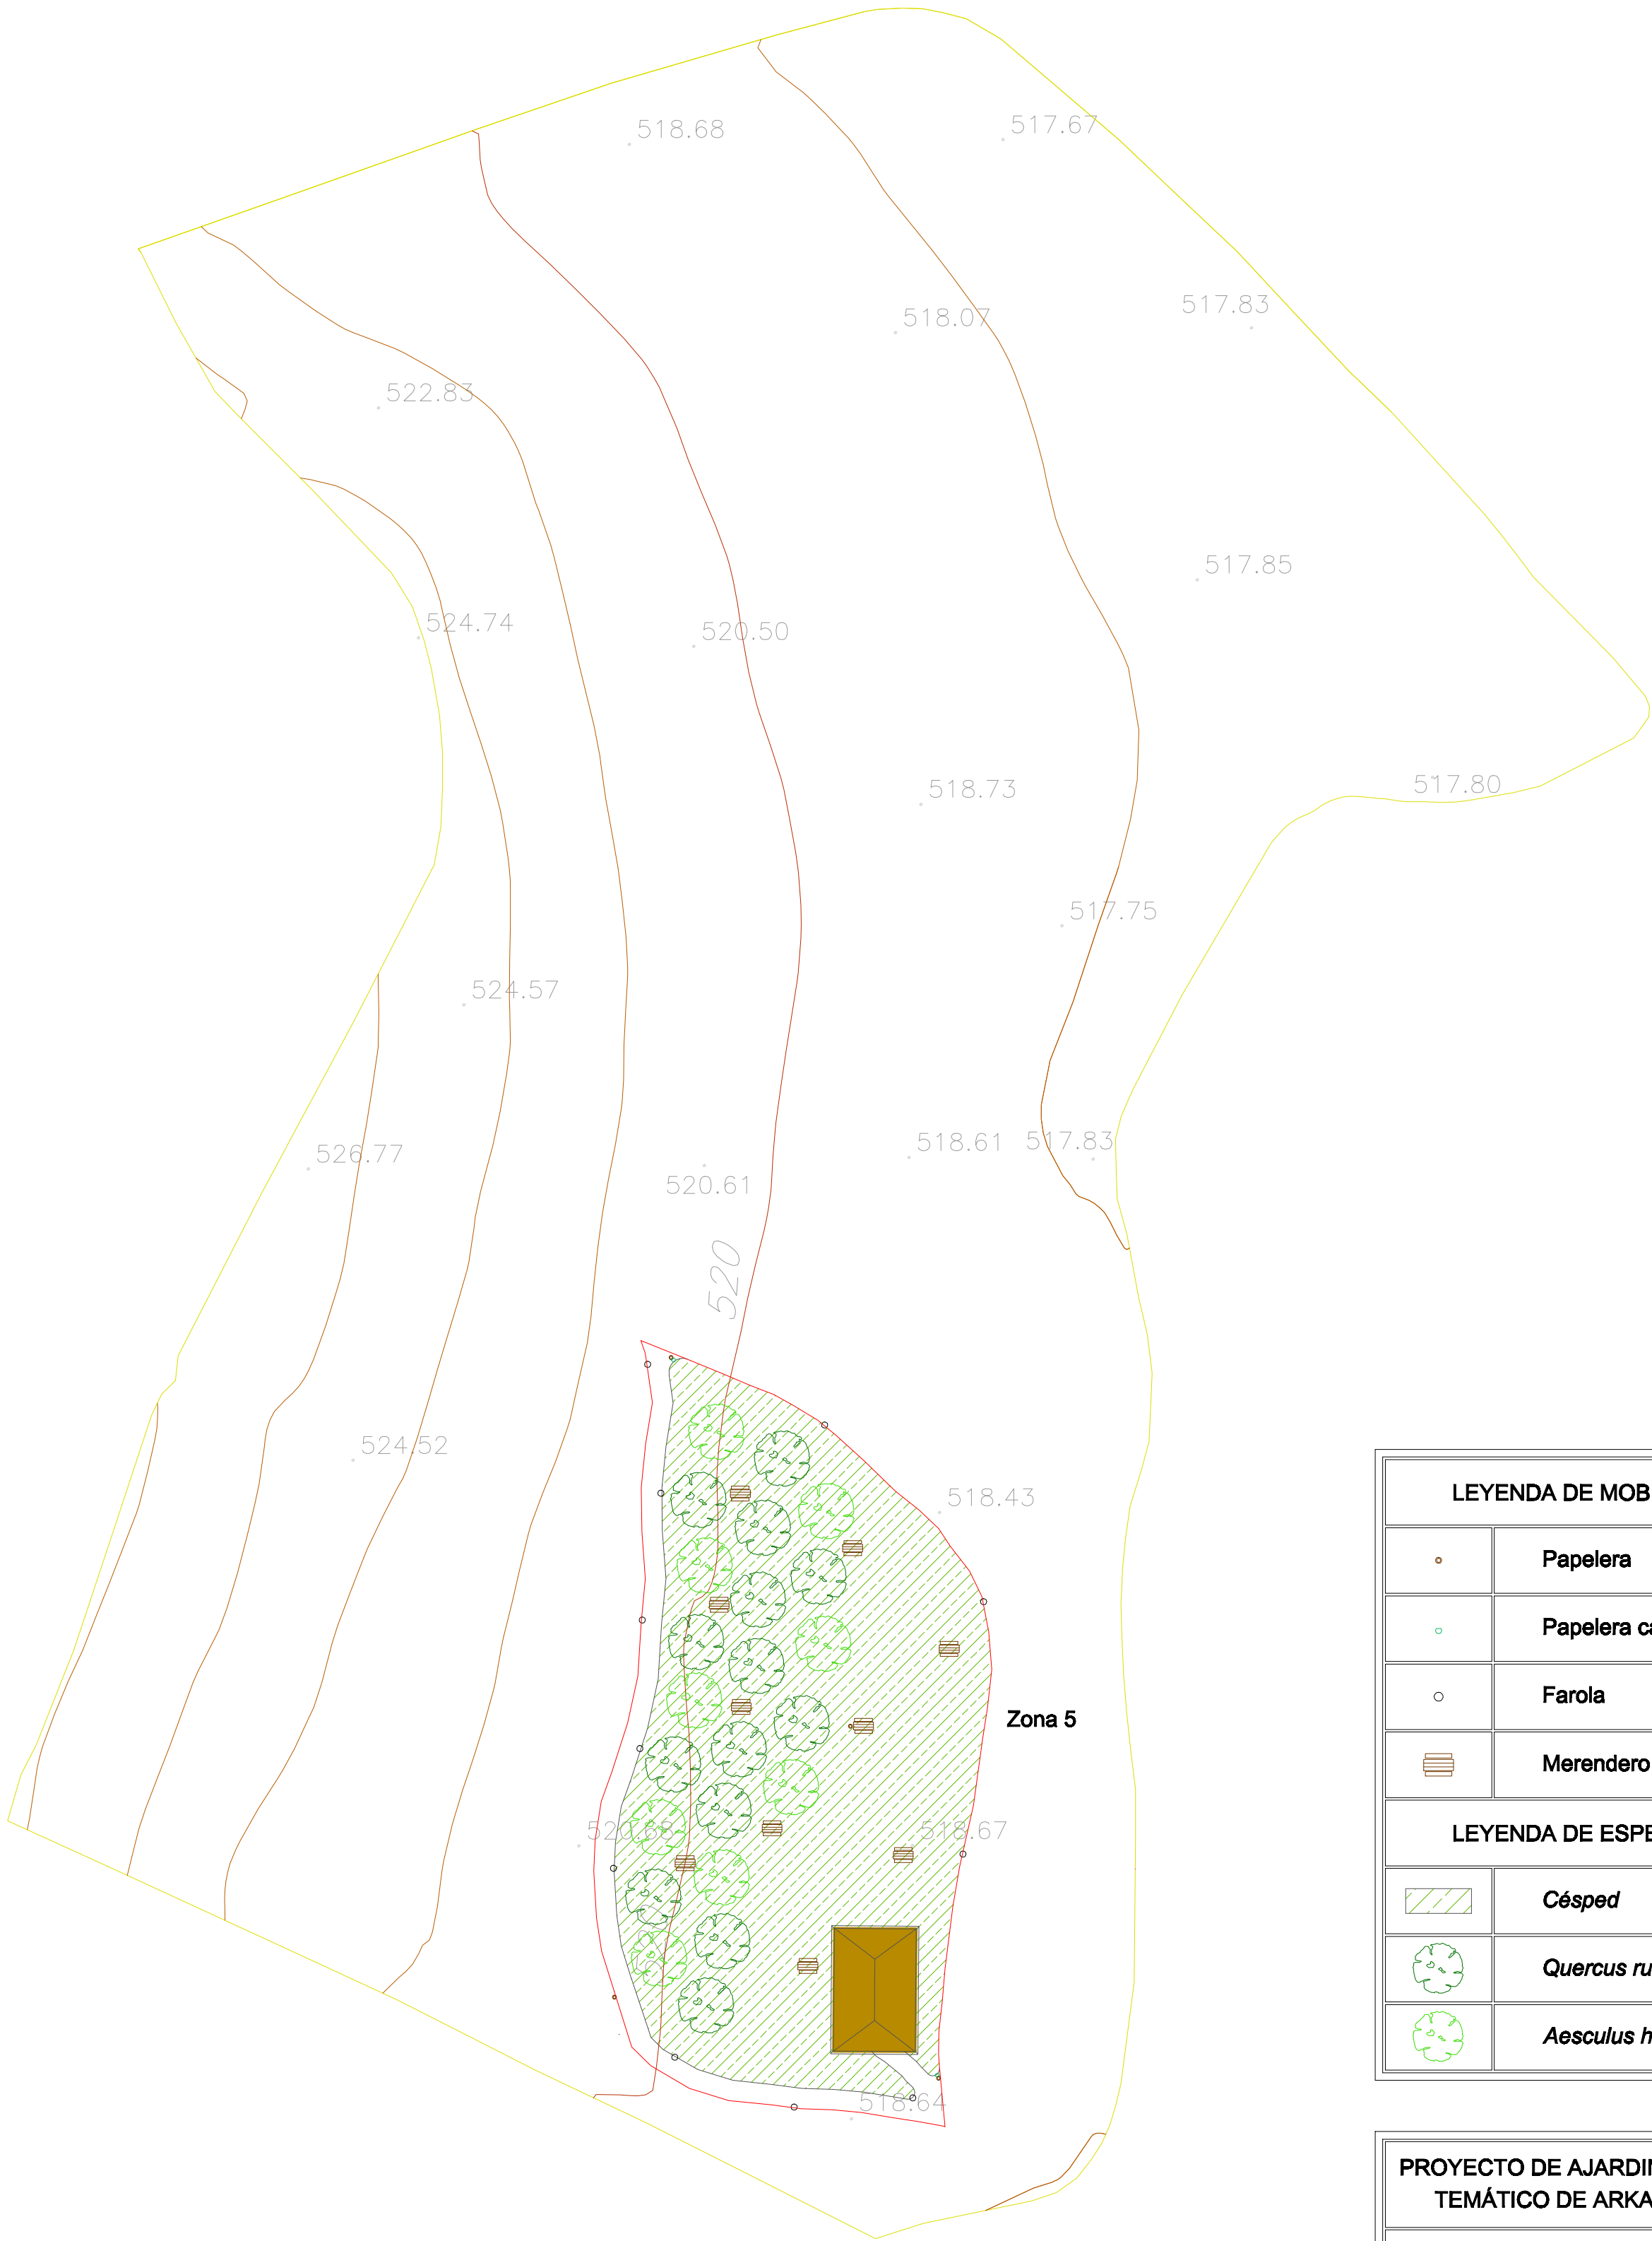 518.68
517.67
517.83
518.07
522.83
517.85
524.74
520.50
518.73
517.80
517.75
524.57
518.61
517.83
526.77
520.61
520
524.52
518.43
Zona 5
520.68
518.67
518.64
LEYENDA DE MOB
Papelera
Papelera ca
Farola
Merendero
LEYENDA DE ESPE
Césped
Quercus ru
Aesculus h
PROYECTO DE AJARDIN
TEMÁTICO DE ARKA